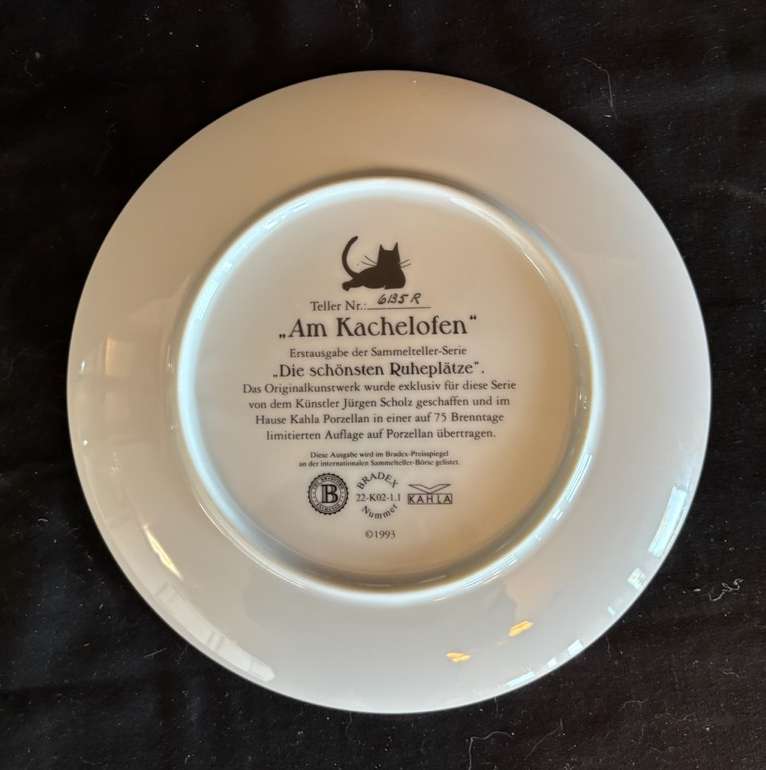 Teller Nr.: 6135 R
„Am Kachelofen“
Erstausgabe der Sammelteller-Serie
„Die schönsten Ruheplätze“.
Das Originalkunstwerk wurde exklusiv für diese Serie
von dem Künstler Jürgen Scholz geschaffen und im
Hause Kahla Porzellan in einer auf 75 Brenntage
limitierten Auflage auf Porzellan übertragen.
Diese Ausgabe wird im Bradex-Preisspiegel
an der internationalen Sammelteller-Börse gelistet.
B
BRADEX
22-K02-1.1
Nummer
KAHLA
©1993